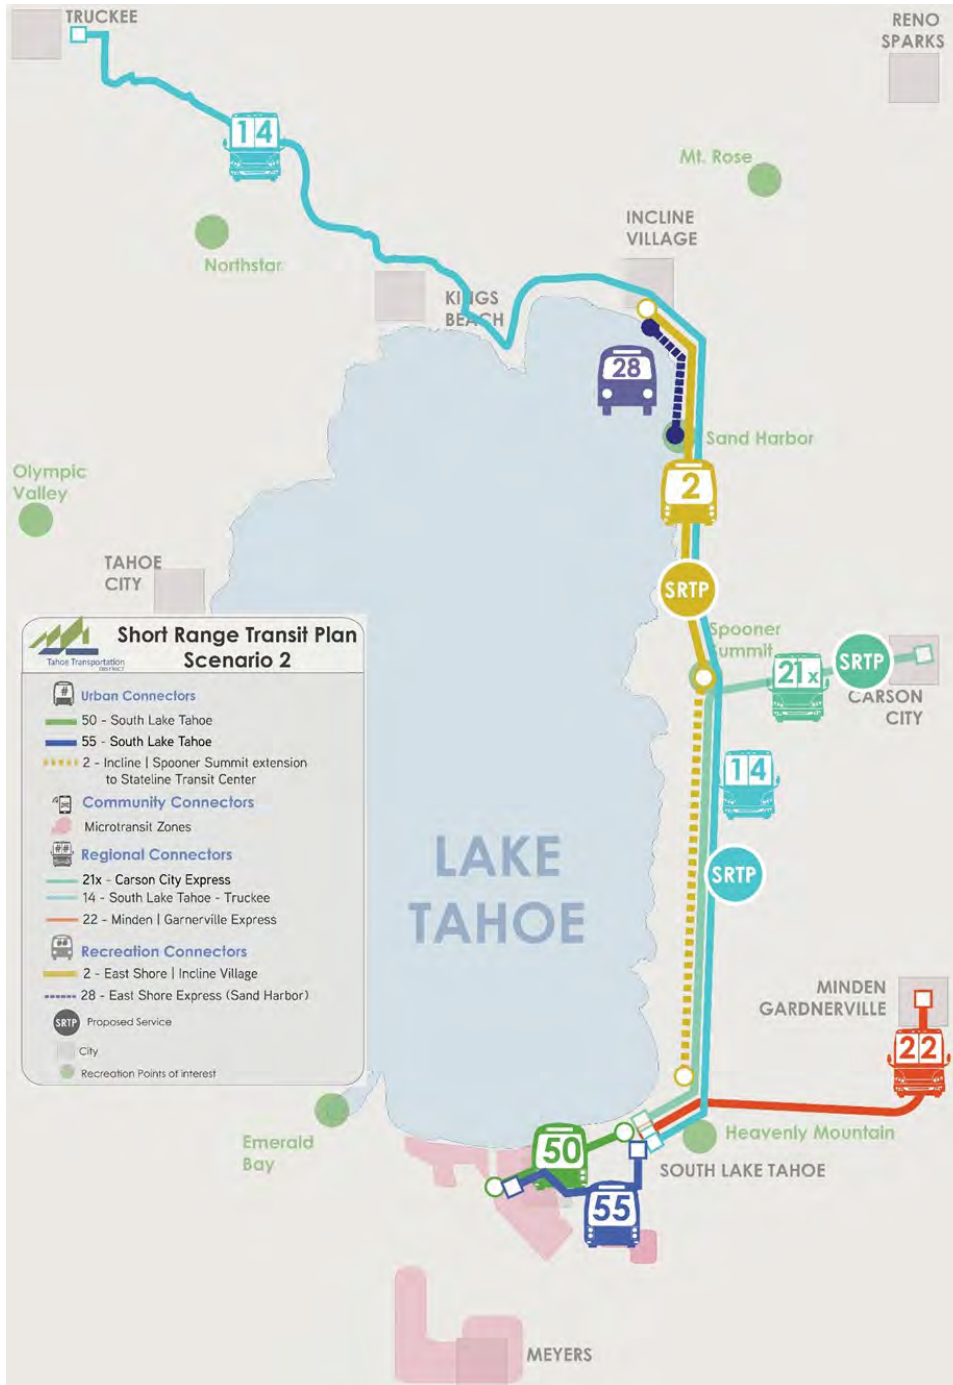 TRUCKEE
RENO
SPARKS
14
Mt. Rose
INCLINE
VILLAGE
Northstar
KINGS
BEACH
28
Sand Harbor
Olympic
Valley
2
TAHOE
CITY
SRTP
Spooner
Summit
SRTP
21x
CARSON
CITY
14
SRTP
LAKE
TAHOE
Tahoe Transportation
DISTRICT
Short Range Transit Plan
Scenario 2
#
Urban Connectors
50 - South Lake Tahoe
55 - South Lake Tahoe
2 - Incline | Spooner Summit extension
to Stateline Transit Center
Community Connectors
Microtransit Zones
##
Regional Connectors
21x - Carson City Express
14 - South Lake Tahoe - Truckee
22 - Minden | Garnerville Express
##
Recreation Connectors
2 - East Shore | Incline Village
28 - East Shore Express (Sand Harbor)
SRTP Proposed Service
City
Recreation Points of interest
MINDEN
GARDNERVILLE
22
Emerald
Bay
Heavenly Mountain
50
SOUTH LAKE TAHOE
55
MEYERS